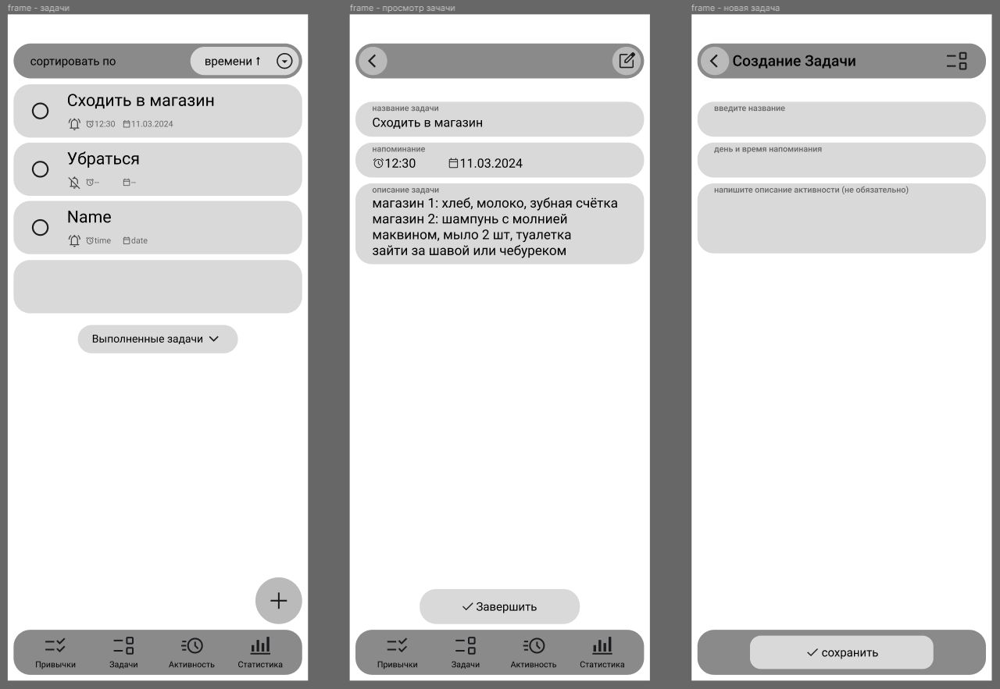 frame - задачи
сортировать по
времени ↑
Сходить в магазин
12:30 11.03.2024
Убраться
-- --
Name
time date
Выполненные задачи
Привычки Задачи Активность Статистика
frame - просмотр зачачи
название задачи
Сходить в магазин
напоминание
12:30 11.03.2024
описание задачи
магазин 1: хлеб, молоко, зубная счётка
магазин 2: шампунь с молнией
маквином, мыло 2 шт, туалетка
зайти за шавой или чебуреком
Завершить
Привычки Задачи Активность Статистика
frame - новая задача
Создание Задачи
введите название
день и время напоминания
напишите описание активности (не обязательно)
сохранить